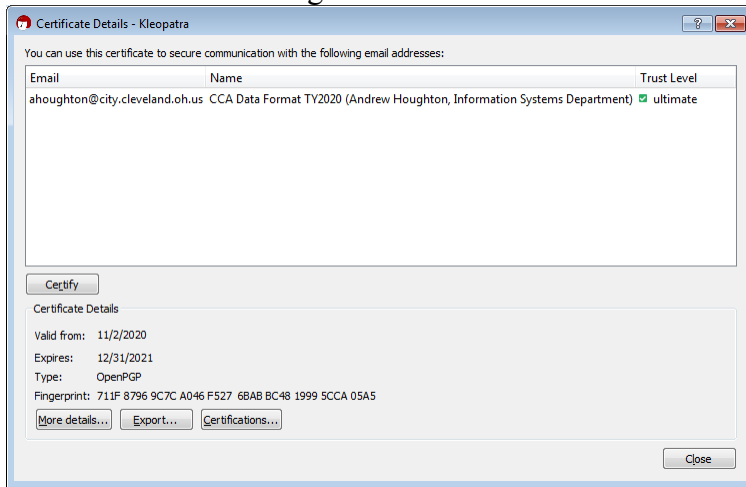 Certificate Details - Kleopatra
You can use this certificate to secure communication with the following email addresses:
Email Name Trust Level
ahoughton@city.cleveland.oh.us CCA Data Format TY2020 (Andrew Houghton, Information Systems Department) ultimate
Certify
Certificate Details
Valid from: 11/2/2020
Expires: 12/31/2021
Type: OpenPGP
Fingerprint: 711F 8796 9C7C A046 F527 6BAB BC48 1999 5CCA 05A5
More details... Export... Certifications...
Close